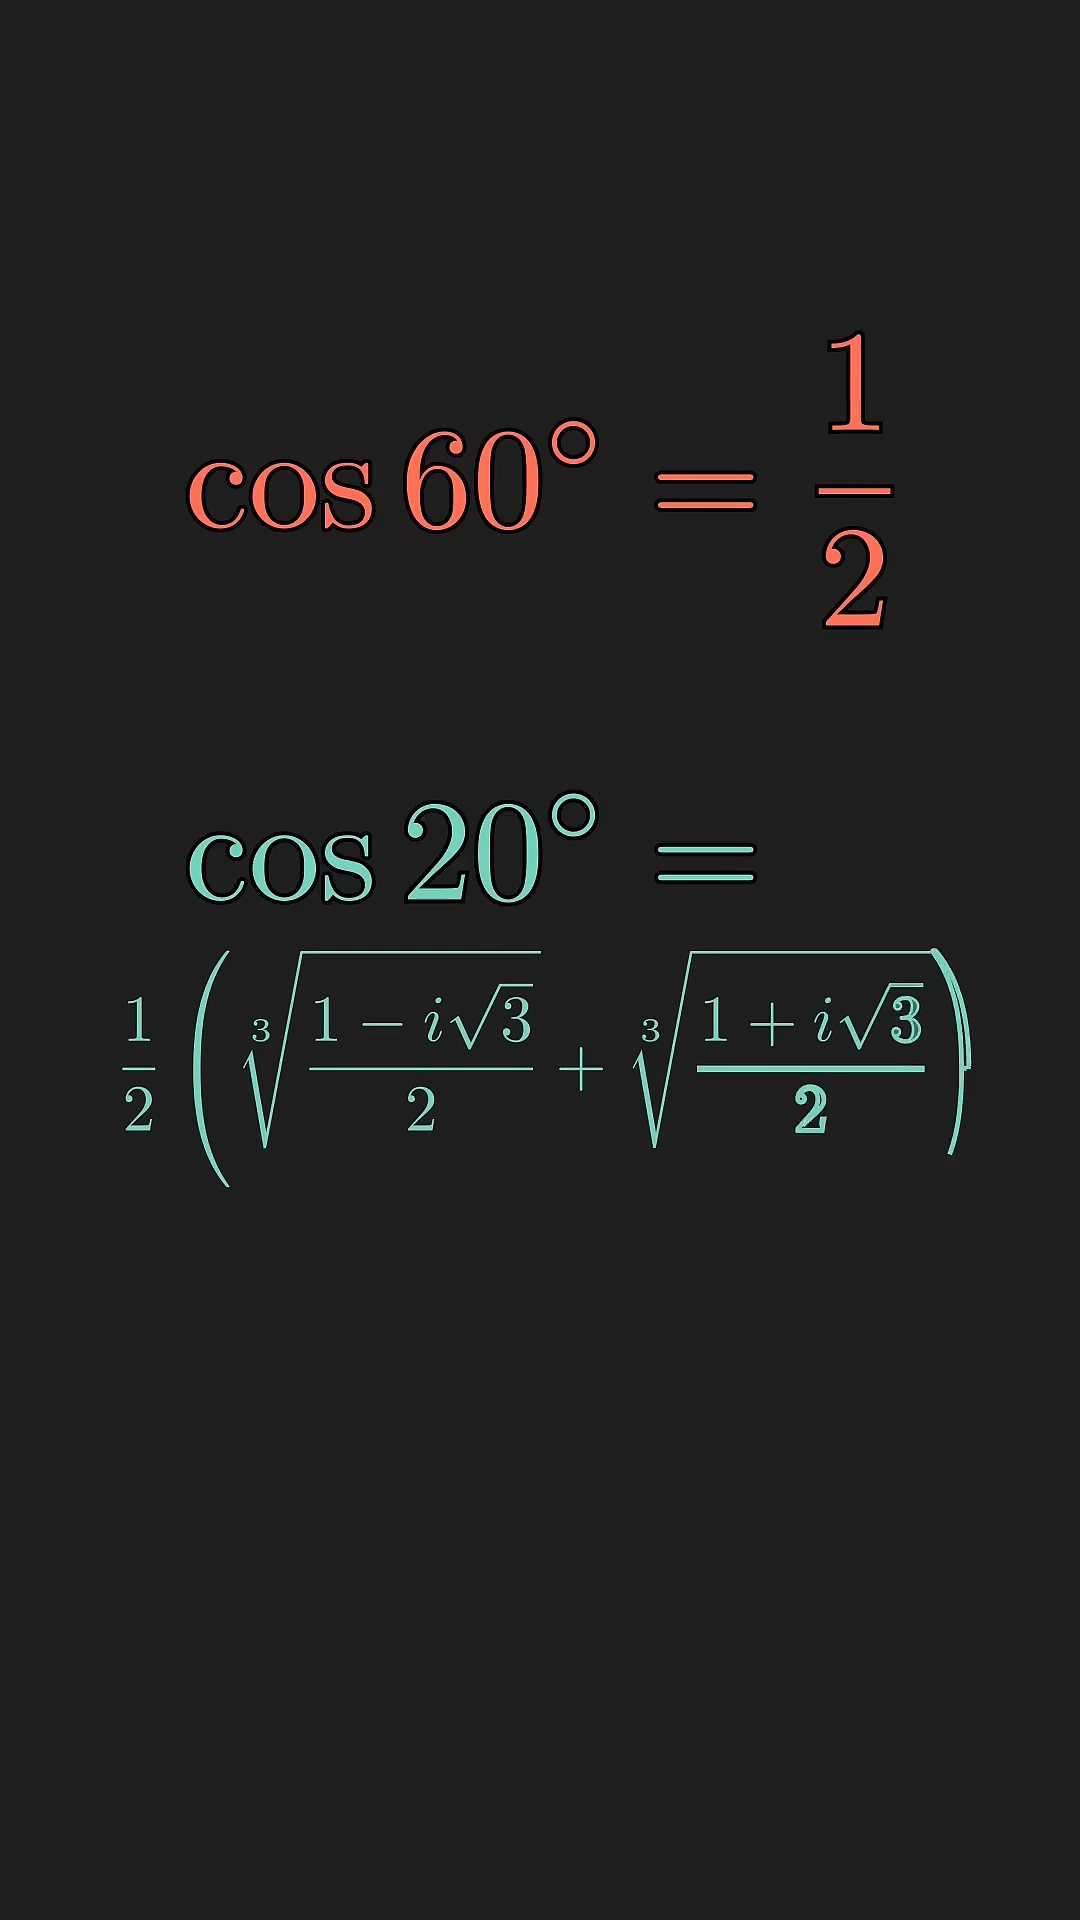 cos 60° = 1/2
cos 20° =
1/2 ( ∛((1 − i√3)/2) + ∛((1 + i√3)/2) )